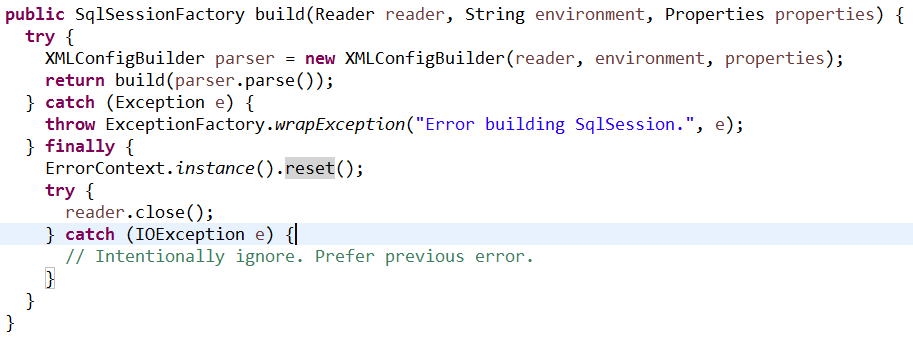 public SqlSessionFactory build(Reader reader, String environment, Properties properties) {
  try {
    XMLConfigBuilder parser = new XMLConfigBuilder(reader, environment, properties);
    return build(parser.parse());
  } catch (Exception e) {
    throw ExceptionFactory.wrapException("Error building SqlSession.", e);
  } finally {
    ErrorContext.instance().reset();
    try {
      reader.close();
    } catch (IOException e) {
      // Intentionally ignore. Prefer previous error.
    }
  }
}